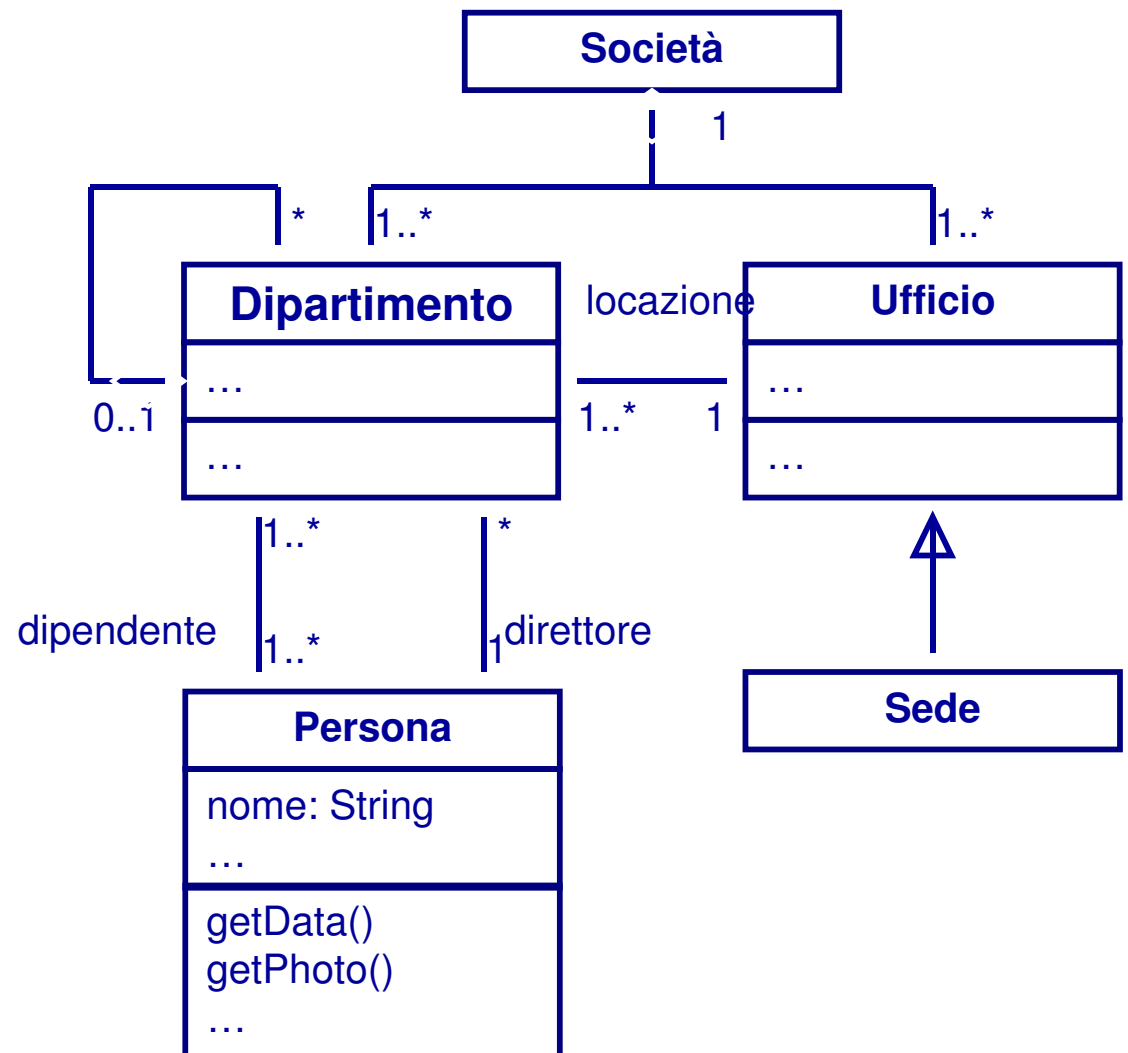 Società
1
* 1..* 1..*
Dipartimento locazione Ufficio
… …
0..1 1..* 1
… …
1..* *
dipendente 1..* 1 direttore
Persona Sede
nome: String
…
getData()
getPhoto()
…